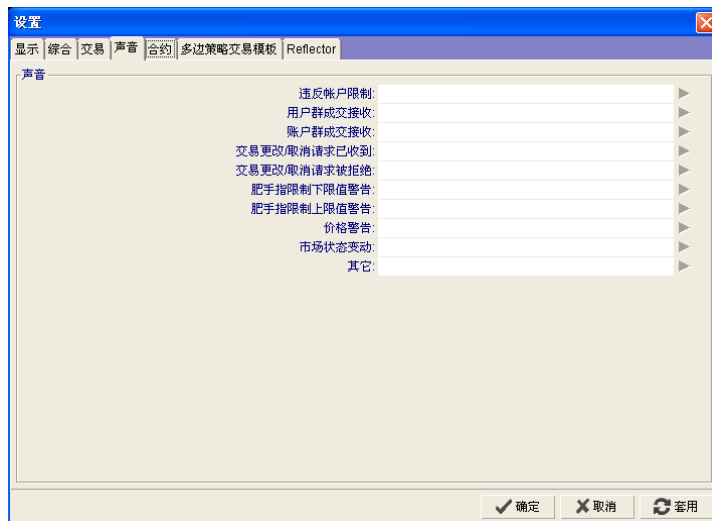 设置
显示 綜合 交易 声音 合约 多边策略交易模板 Reflector
声音
违反帐户限制:
用户群成交接收:
账户群成交接收:
交易更改/取消请求已收到:
交易更改/取消请求被拒绝:
肥手指限制下限值警告:
肥手指限制上限值警告:
价格警告:
市场状态变动:
其它:
确定 取消 套用